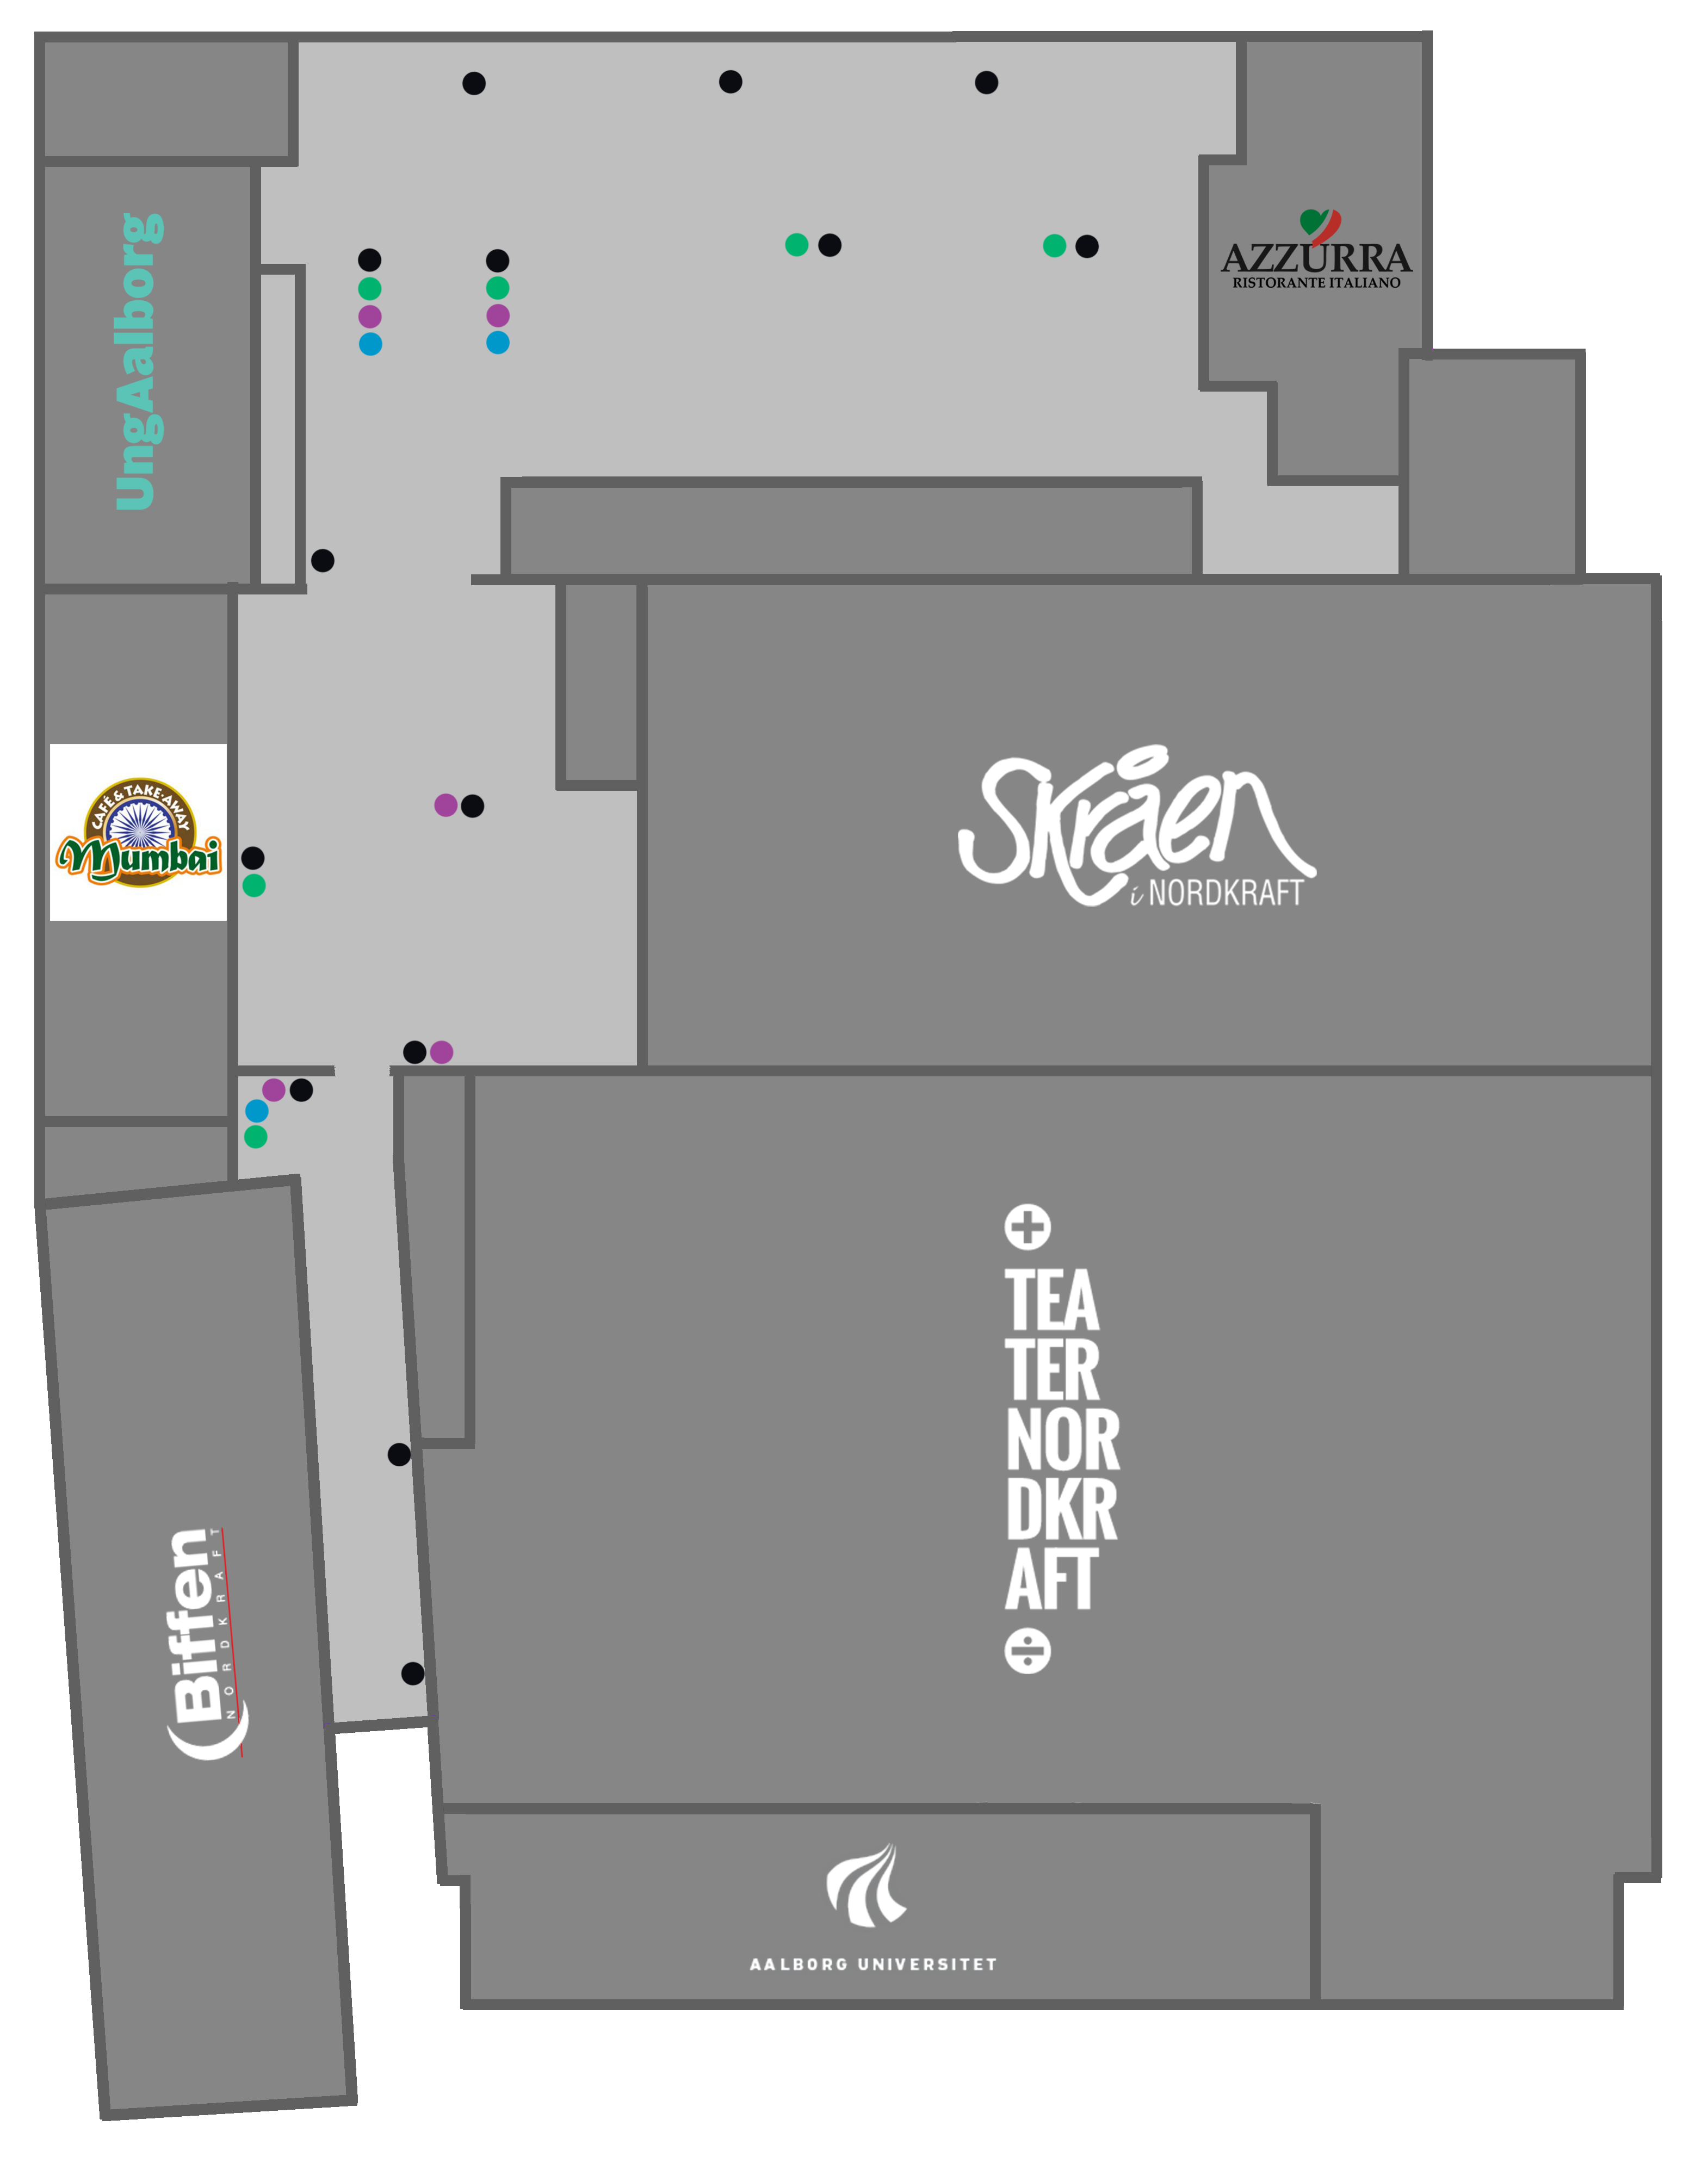 AZZURRA
RISTORANTE ITALIANO
UngAalborg
CAFÉ & TAKE-AWAY
Mumbai
Skråen
i NORDKRAFT
TEA
TER
NOR
DKR
AFT
Biffen
NORDKRAFT
AALBORG UNIVERSITET